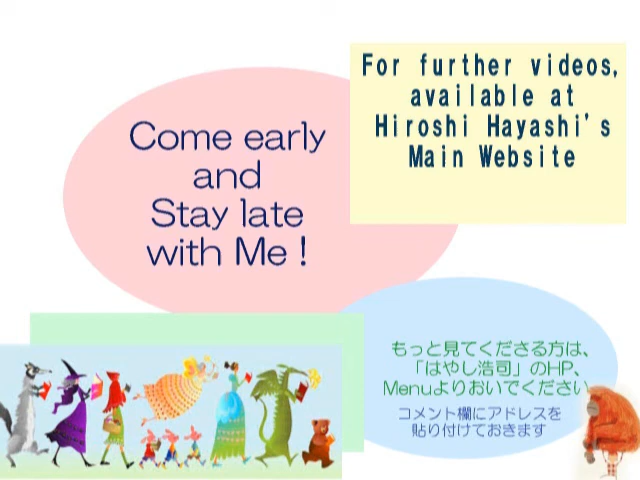 For further videos,
available at
Hiroshi Hayashi's
Main Website
Come early
and
Stay late
with Me !
もっと見てくださる方は、
「はやし浩司」のHP、
Menuよりおいでください
コメント欄にアドレスを
貼り付けておきます